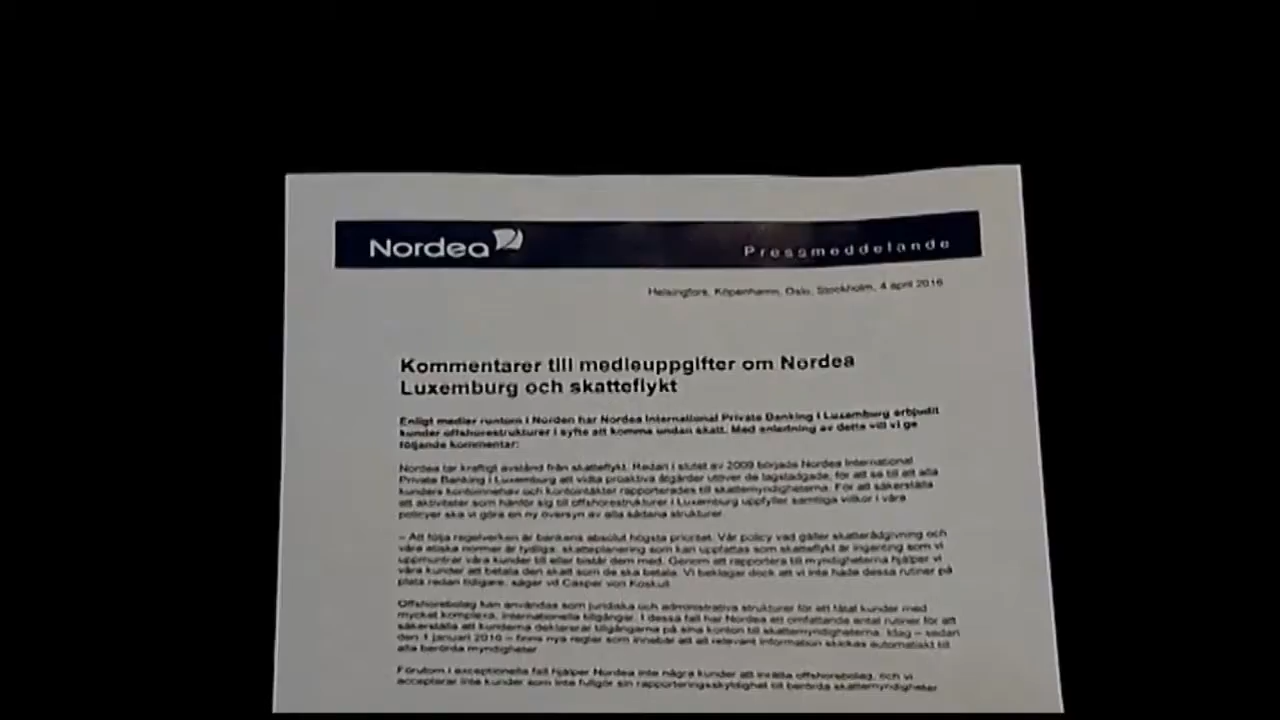 Nordea
Pressmeddelande
Helsingfors, Köpenhamn, Oslo, Stockholm, 4 april 2016
Kommentarer till medieuppgifter om Nordea
Luxemburg och skatteflykt
Enligt medier runtom i Norden har Nordea International Private Banking i Luxemburg erbjudit
kunder offshorestrukturer i syfte att komma undan skatt. Med anledning av detta vill vi ge
följande kommentar:
Nordea tar kraftigt avstånd från skatteflykt. Redan i slutet av 2009 började Nordea International
Private Banking i Luxemburg att vidta proaktiva åtgärder utöver de lagstadgade, för att se till att alla
kunders kontoinnehav och kontointäkter rapporterades till skattemyndigheterna. För att säkerställa
att aktiviteter som hänför sig till offshorestrukturer i Luxemburg uppfyller samtliga villkor i våra
policyer ska vi göra en ny översyn av alla sådana strukturer.
– Att följa regelverken är bankens absolut högsta prioritet. Vår policy vad gäller skatterådgivning och
våra etiska normer är tydliga: skatteplanering som kan uppfattas som skatteflykt är ingenting som vi
uppmuntrar våra kunder till eller bistår dem med. Genom att rapportera till myndigheterna hjälper vi
våra kunder att betala den skatt som de ska betala. Vi beklagar dock att vi inte hade dessa rutiner på
plats redan tidigare, säger vd Casper von Koskull.
Offshorebolag kan användas som juridiska och administrativa strukturer för ett fåtal kunder med
mycket komplexa, internationella tillgångar. I dessa fall har Nordea ett omfattande antal rutiner för att
säkerställa att kunderna deklarerar tillgångarna på sina konton till skattemyndigheterna. Idag – sedan
den 1 januari 2016 – finns nya regler som innebär att all relevant information skickas automatiskt till
alla berörda myndigheter.
Förutom i exceptionella fall hjälper Nordea inte några kunder att inrätta offshorebolag, och vi
accepterar inte kunder som inte fullgör sin rapporteringsskyldighet till berörda skattemyndigheter.